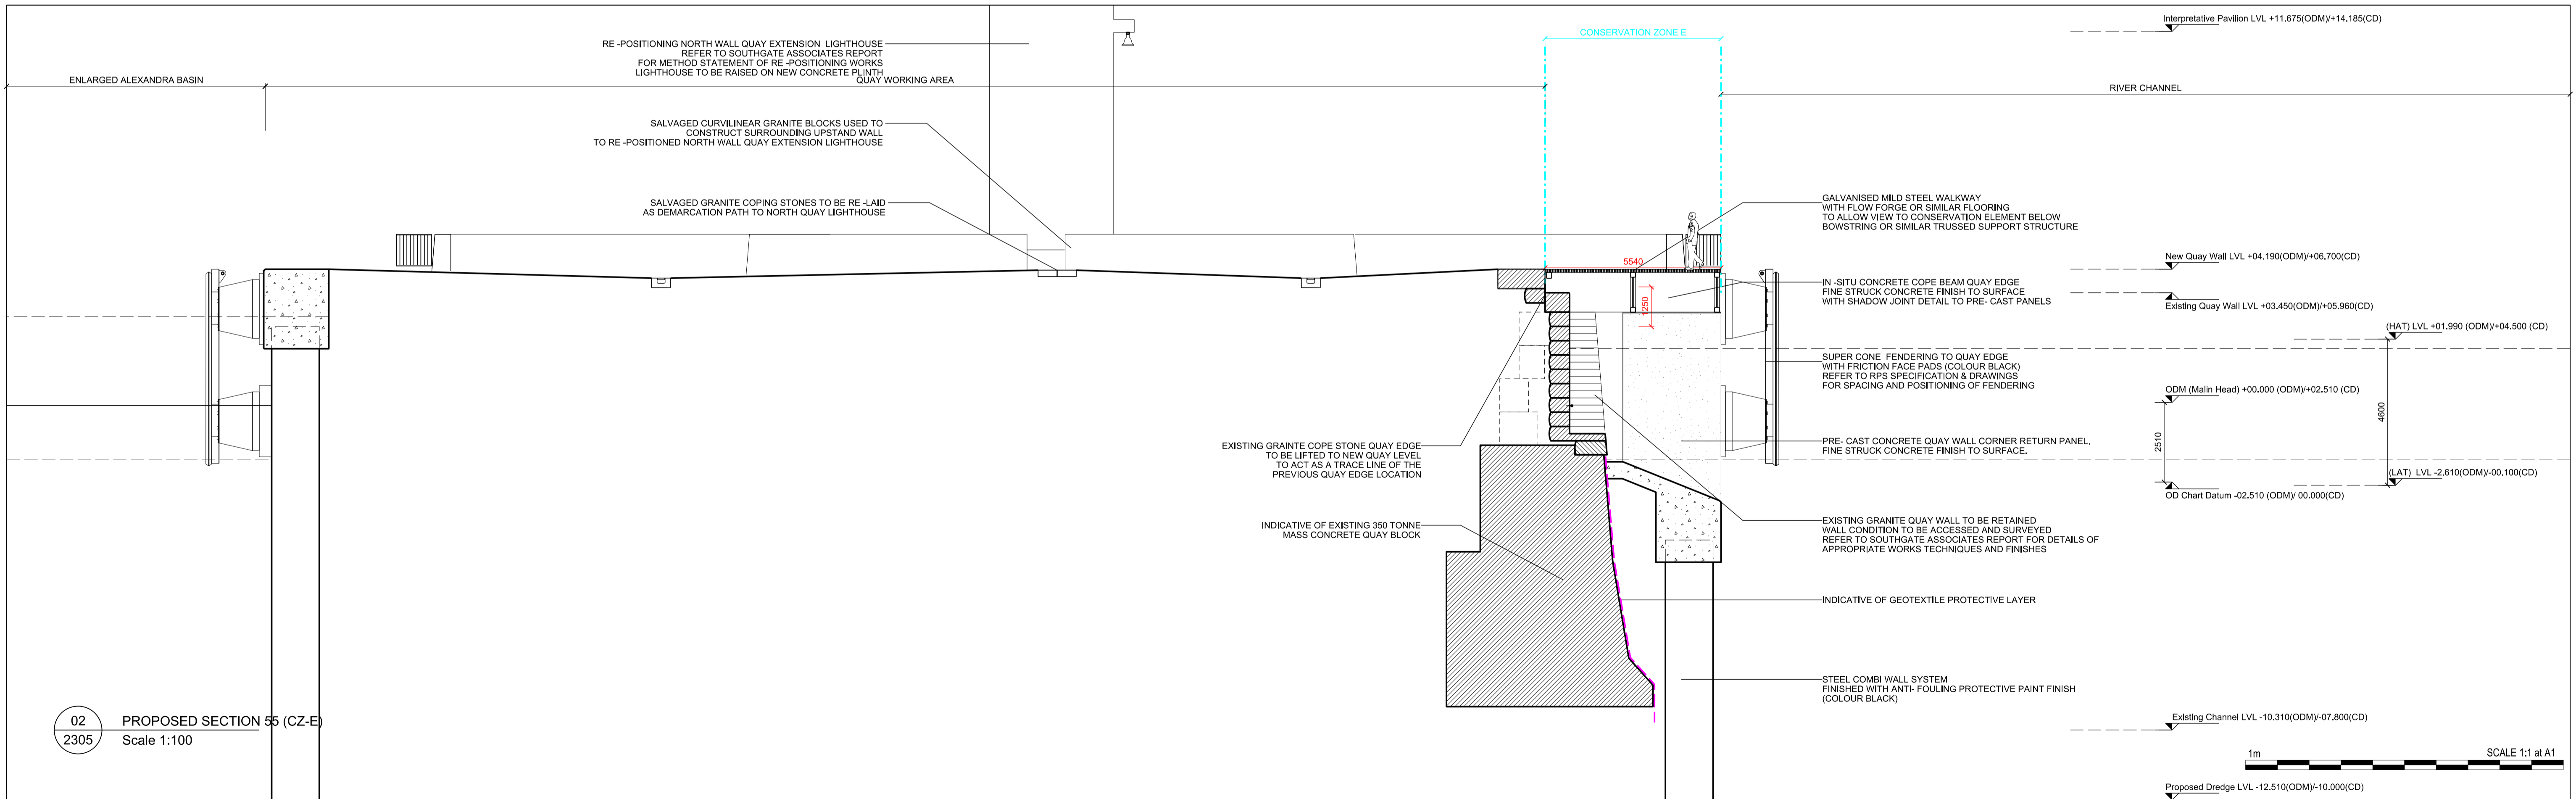 Interpretative Pavilion LVL +11.675(ODM)/+14.185(CD)
CONSERVATION ZONE E
RE -POSITIONING NORTH WALL QUAY EXTENSION  LIGHTHOUSE
REFER TO SOUTHGATE ASSOCIATES REPORT
FOR METHOD STATEMENT OF RE -POSITIONING WORKS
LIGHTHOUSE TO BE RAISED ON NEW CONCRETE PLINTH
ENLARGED ALEXANDRA BASIN
QUAY WORKING AREA
RIVER CHANNEL
SALVAGED CURVILINEAR GRANITE BLOCKS USED TO
CONSTRUCT SURROUNDING UPSTAND WALL
TO RE -POSITIONED NORTH WALL QUAY EXTENSION LIGHTHOUSE
SALVAGED GRANITE COPING STONES TO BE RE -LAID
AS DEMARCATION PATH TO NORTH QUAY LIGHTHOUSE
GALVANISED MILD STEEL WALKWAY
WITH FLOW FORGE OR SIMILAR FLOORING
TO ALLOW VIEW TO CONSERVATION ELEMENT BELOW
BOWSTRING OR SIMILAR TRUSSED SUPPORT STRUCTURE
5540
New Quay Wall LVL +04.190(ODM)/+06.700(CD)
1250
IN -SITU CONCRETE COPE BEAM QUAY EDGE
FINE STRUCK CONCRETE FINISH TO SURFACE
WITH SHADOW JOINT DETAIL TO PRE- CAST PANELS
Existing Quay Wall LVL +03.450(ODM)/+05.960(CD)
(HAT) LVL +01.990 (ODM)/+04.500 (CD)
SUPER CONE  FENDERING TO QUAY EDGE
WITH FRICTION FACE PADS (COLOUR BLACK)
REFER TO RPS SPECIFICATION & DRAWINGS
FOR SPACING AND POSITIONING OF FENDERING
ODM (Malin Head) +00.000 (ODM)/+02.510 (CD)
4600
2510
EXISTING GRAINTE COPE STONE QUAY EDGE
TO BE LIFTED TO NEW QUAY LEVEL
TO ACT AS A TRACE LINE OF THE
PREVIOUS QUAY EDGE LOCATION
PRE- CAST CONCRETE QUAY WALL CORNER RETURN PANEL,
FINE STRUCK CONCRETE FINISH TO SURFACE.
(LAT)  LVL -2.610(ODM)/-00.100(CD)
OD Chart Datum -02.510 (ODM)/ 00.000(CD)
INDICATIVE OF EXISTING 350 TONNE
MASS CONCRETE QUAY BLOCK
EXISTING GRANITE QUAY WALL TO BE RETAINED
WALL CONDITION TO BE ACCESSED AND SURVEYED
REFER TO SOUTHGATE ASSOCIATES REPORT FOR DETAILS OF
APPROPRIATE WORKS TECHNIQUES AND FINISHES
INDICATIVE OF GEOTEXTILE PROTECTIVE LAYER
STEEL COMBI WALL SYSTEM
FINISHED WITH ANTI- FOULING PROTECTIVE PAINT FINISH
(COLOUR BLACK)
02
2305
PROPOSED SECTION 55 (CZ-E)
Scale 1:100
Existing Channel LVL -10.310(ODM)/-07.800(CD)
1m
SCALE 1:1 at A1
Proposed Dredge LVL -12.510(ODM)/-10.000(CD)